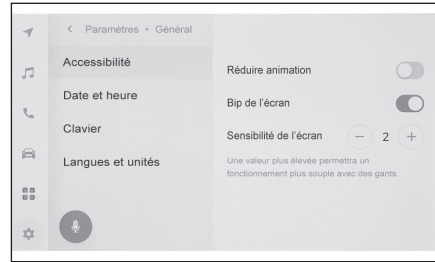 < Paramètres • Général
Accessibilité
Date et heure
Clavier
Langues et unités
Réduire animation
Bip de l'écran
Sensibilité de l'écran
− 2 +
Une valeur plus élevée permettra un
fonctionnement plus souple avec des gants.